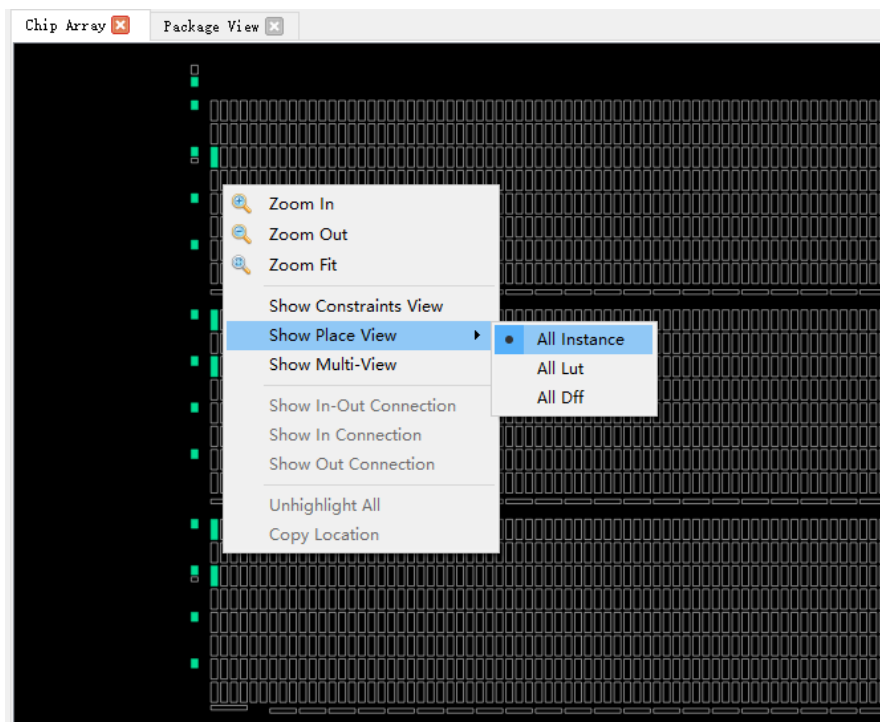 Chip Array Package View
Zoom In
Zoom Out
Zoom Fit
Show Constraints View
Show Place View
Show Multi-View
Show In-Out Connection
Show In Connection
Show Out Connection
Unhighlight All
Copy Location
All Instance
All Lut
All Dff